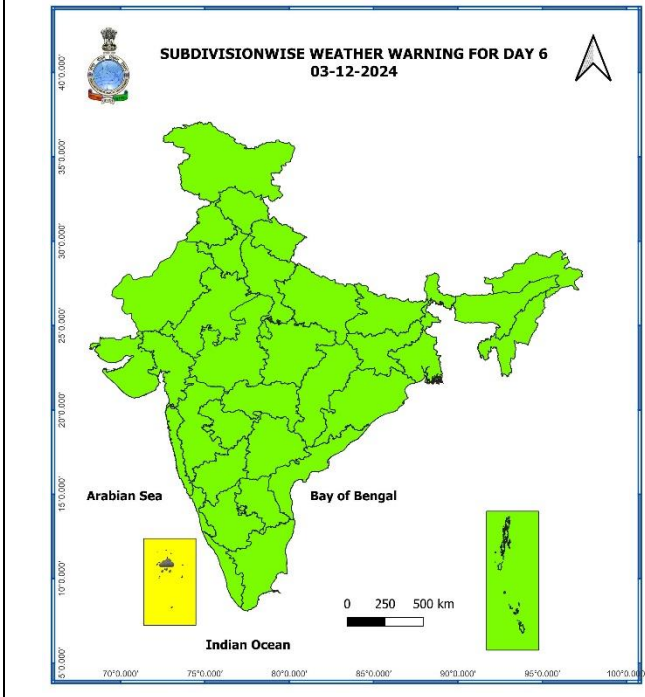 SUBDIVISIONWISE WEATHER WARNING FOR DAY 6
03-12-2024
40°0.000'
35°0.000'
30°0.000'
25°0.000'
20°0.000'
15°0.000'
10°0.000'
5°0.000'
Arabian Sea
Bay of Bengal
0 250 500 km
Indian Ocean
70°0.000' 75°0.000' 80°0.000' 85°0.000' 90°0.000' 95°0.000' 100°0.000'